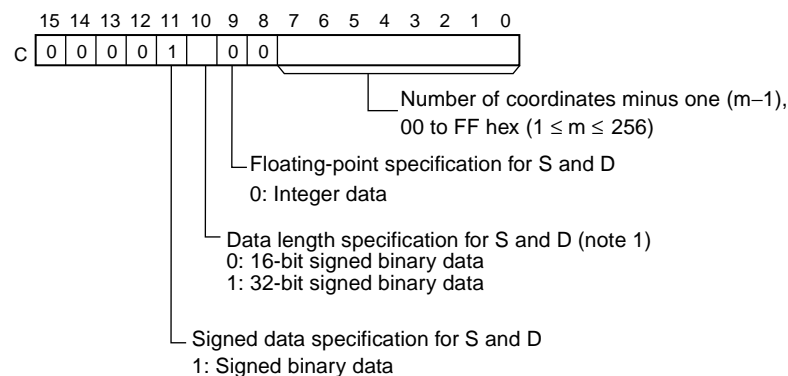 15 14 13 12 11 10 9 8 7 6 5 4 3 2 1 0
C 0 0 0 0 1 0 0
Number of coordinates minus one (m−1),
00 to FF hex (1 ≤ m ≤ 256)
Floating-point specification for S and D
0: Integer data
Data length specification for S and D (note 1)
0: 16-bit signed binary data
1: 32-bit signed binary data
Signed data specification for S and D
1: Signed binary data